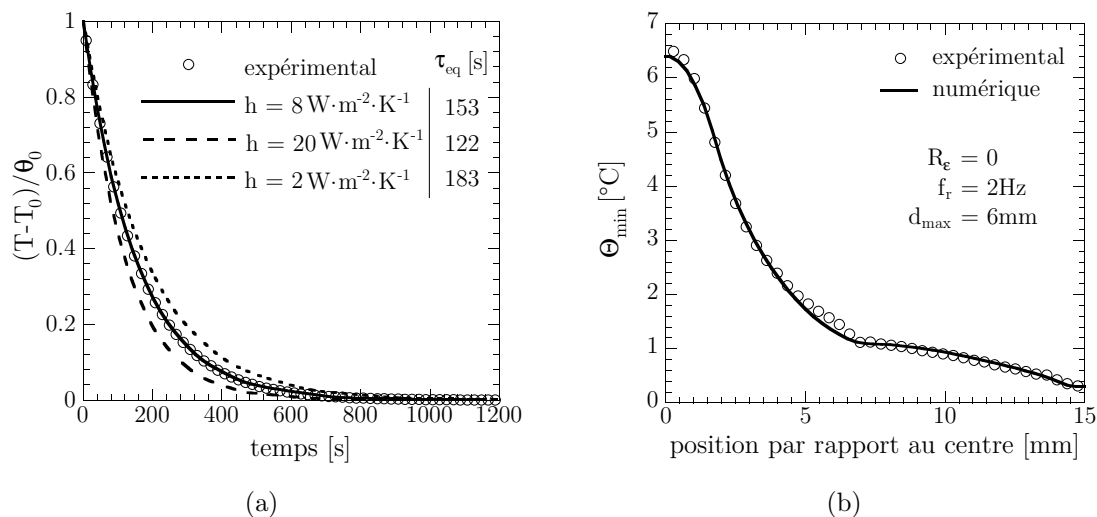 1
0.8
0.6
0.4
0.2
0
(T-T₀)/θ₀
τeq [s]
expérimental
h = 8 W·m⁻²·K⁻¹ 153
h = 20 W·m⁻²·K⁻¹ 122
h = 2 W·m⁻²·K⁻¹ 183
0 200 400 600 800 1000 1200
temps [s]
(a)
7
6
5
4
3
2
1
0
Θmin [°C]
expérimental
numérique
Rε = 0
fr = 2Hz
dmax = 6mm
0 5 10 15
position par rapport au centre [mm]
(b)